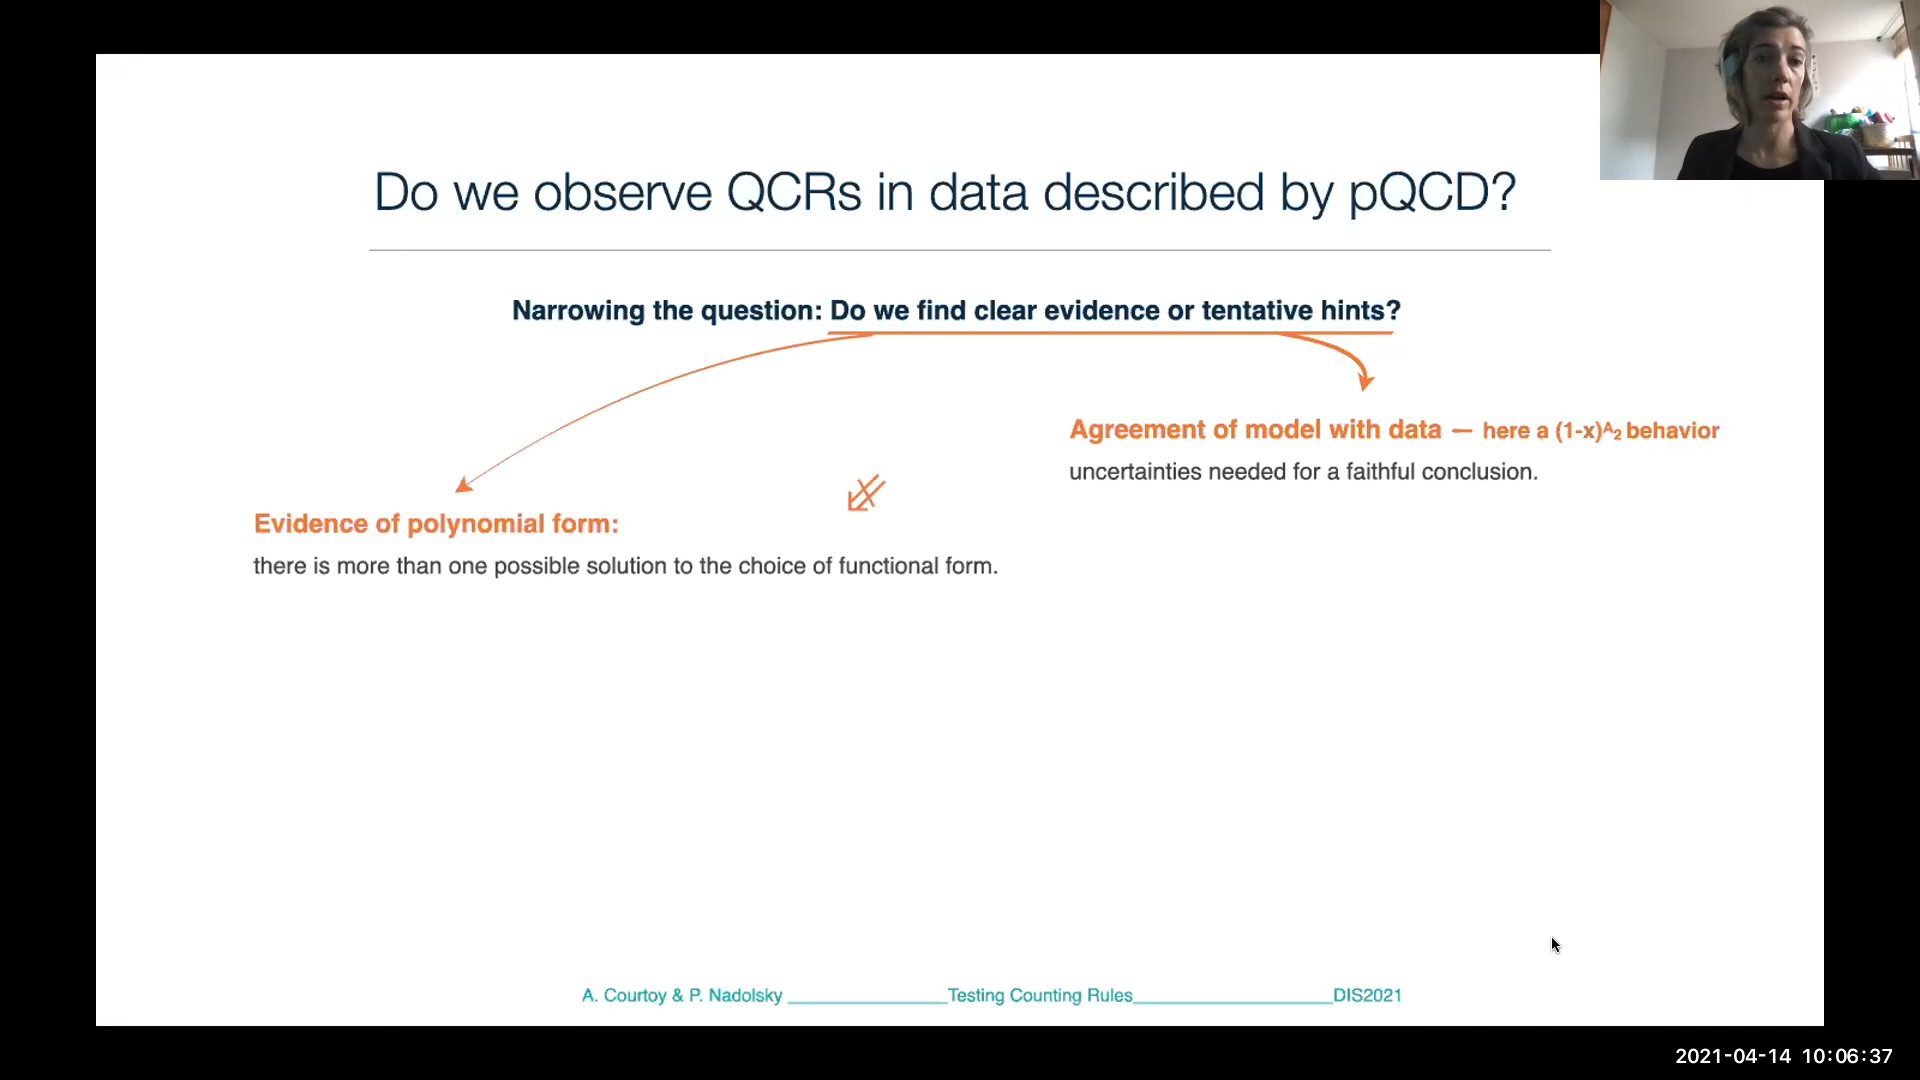 Do we observe QCRs in data described by pQCD?
Narrowing the question: Do we find clear evidence or tentative hints?
Agreement of model with data — here a (1-x)^A₂ behavior
uncertainties needed for a faithful conclusion.
Evidence of polynomial form:
there is more than one possible solution to the choice of functional form.
A. Courtoy & P. Nadolsky ________________Testing Counting Rules____________________DIS2021
2021-04-14 10:06:37